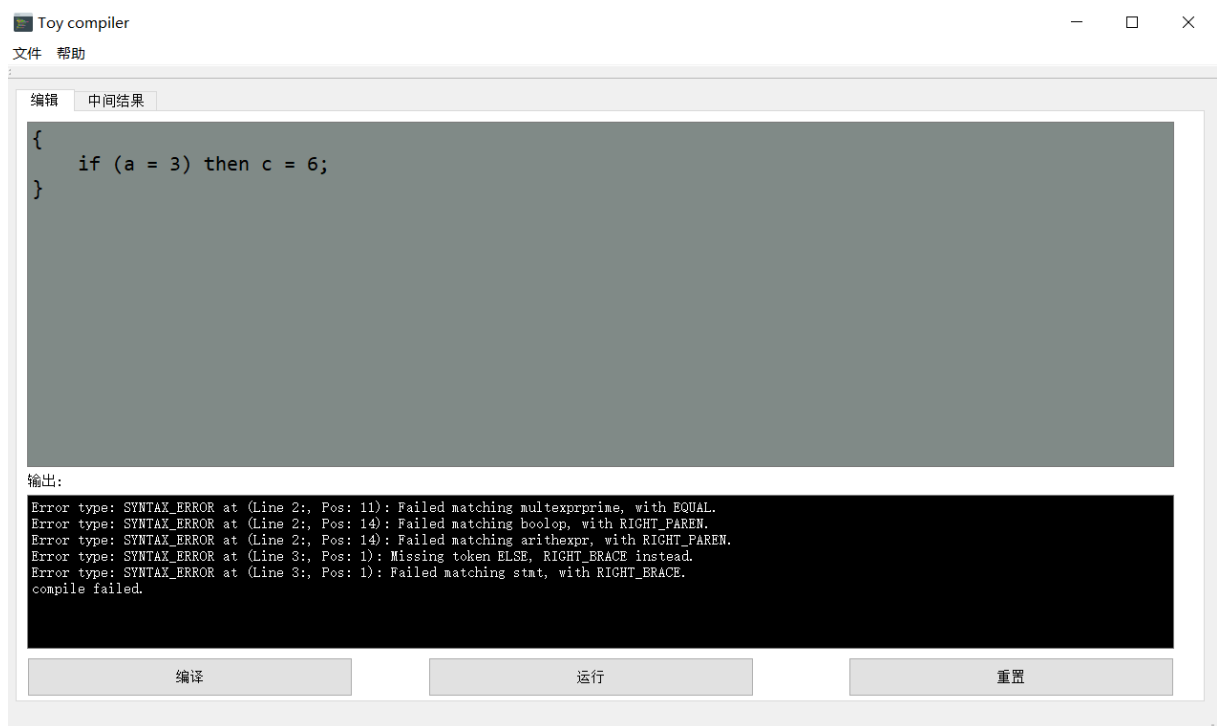 Toy compiler
文件 帮助
编辑 中间结果
{
    if (a = 3) then c = 6;
}
输出:
Error type: SYNTAX_ERROR at (Line 2:, Pos: 11): Failed matching multexprprime, with EQUAL.
Error type: SYNTAX_ERROR at (Line 2:, Pos: 14): Failed matching boolop, with RIGHT_PAREN.
Error type: SYNTAX_ERROR at (Line 2:, Pos: 14): Failed matching arithexpr, with RIGHT_PAREN.
Error type: SYNTAX_ERROR at (Line 3:, Pos: 1): Missing token ELSE, RIGHT_BRACE instead.
Error type: SYNTAX_ERROR at (Line 3:, Pos: 1): Failed matching stmt, with RIGHT_BRACE.
compile failed.
编译 运行 重置